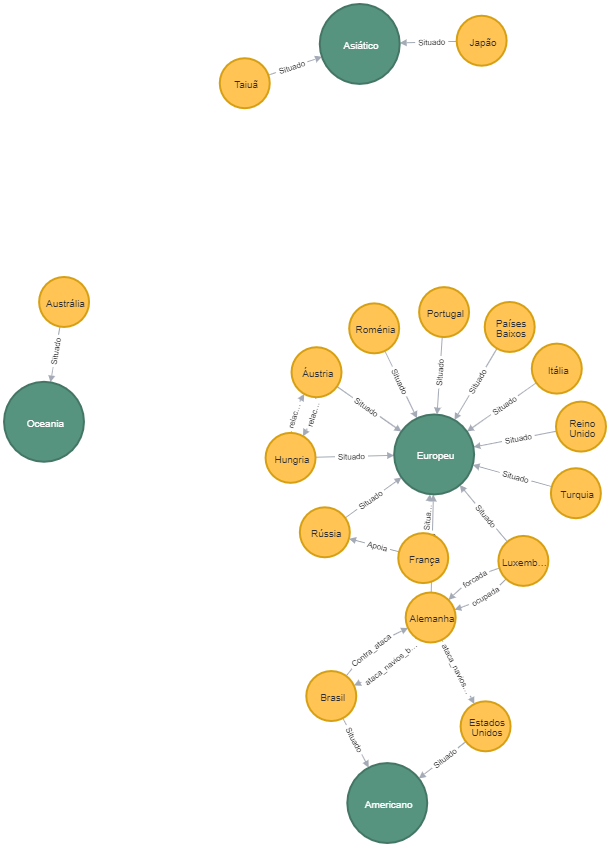 Asiático
Situado
Japão
Situado
Taiuã
Austrália
Situado
Oceania
Portugal
Roménia
Países
Baixos
Itália
Áustria
Situado
Situado
Situado
Situado
Situado
relac...
relac...
Reino
Unido
Situado
Hungria
Situado
Europeu
Situado
Turquia
Situado
Situa...
Situado
Rússia
Apoia
França
Luxemb...
forcada
ocupada
Alemanha
Contra_ataca
ataca_navios_b...
ataca_navios...
Brasil
Estados
Unidos
Situado
Situado
Americano